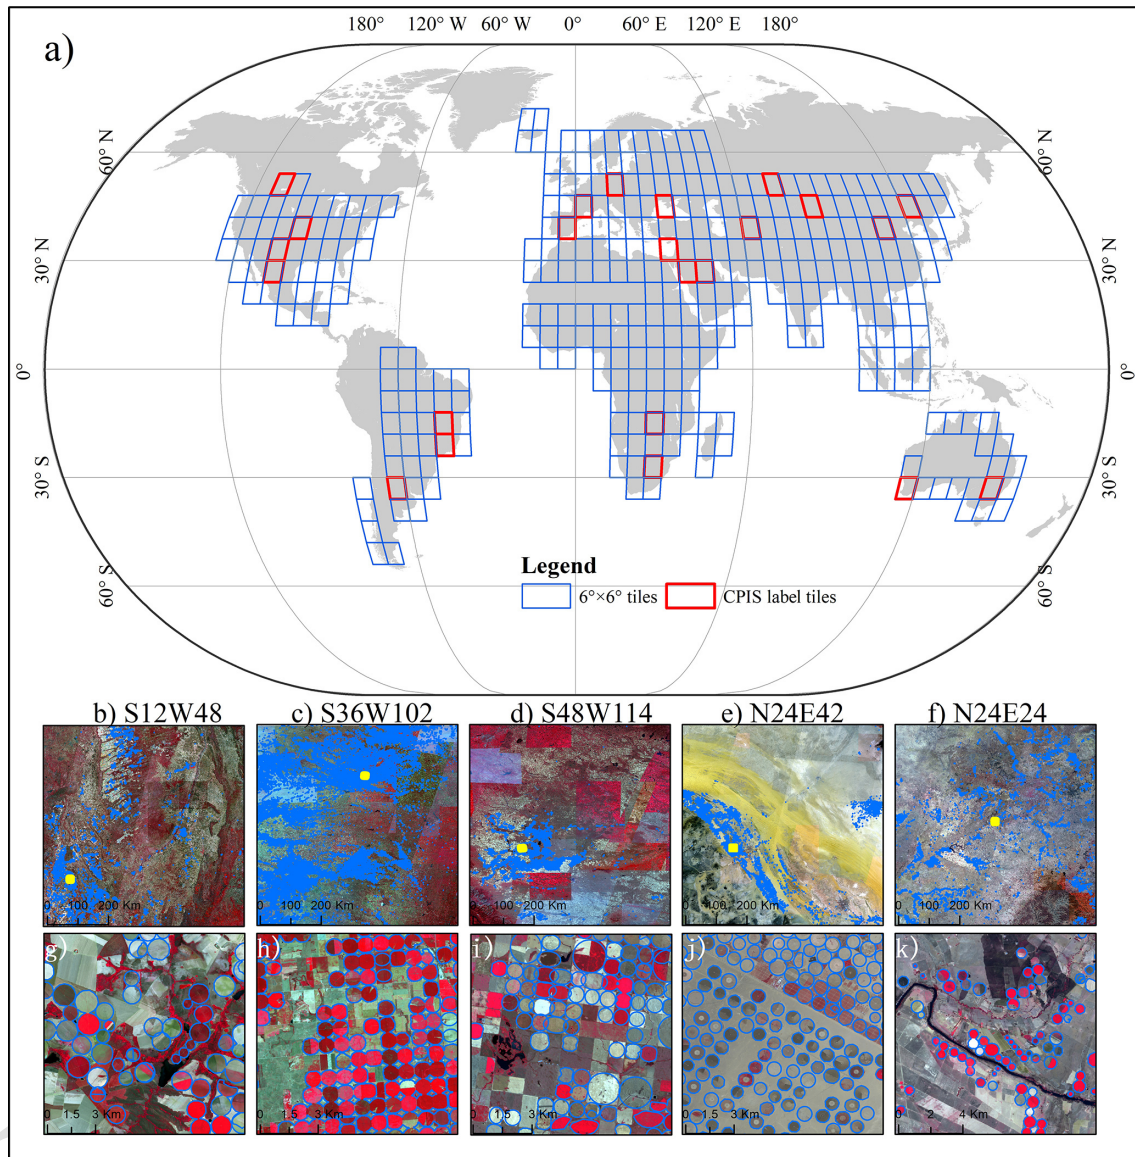 a)
180° 120° W 60° W 0° 60° E 120° E 180°
60° N 60° N
30° N 30° N
0° 0°
30° S 30° S
60° S 60° S
Legend
6°×6° tiles CPIS label tiles
b) S12W48 c) S36W102 d) S48W114 e) N24E42 f) N24E24
0 100 200 Km 0 100 200 Km 0 100 200 Km 0 100 200 Km 0 100 200 Km
g) h) i) j) k)
0 1.5 3 Km 0 1.5 3 Km 0 1.5 3 Km 0 1.5 3 Km 0 2 4 Km